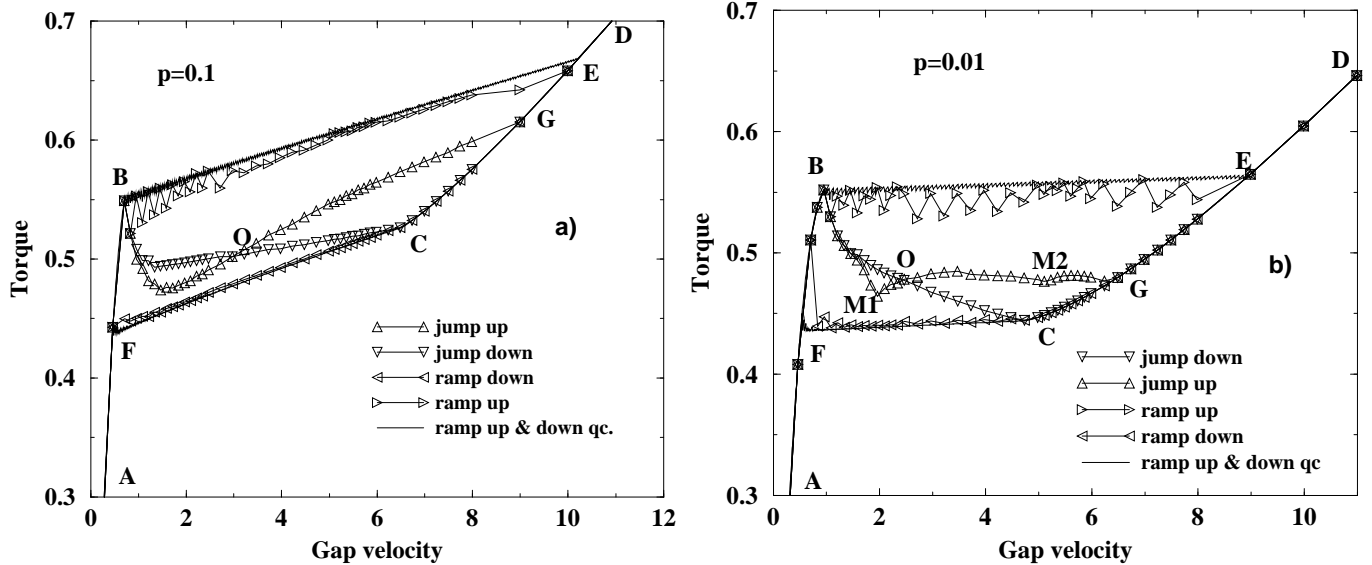 0.7
0.6
0.5
0.4
0.3
Torque
0 2 4 6 8 10 12
Gap velocity
p=0.1
a)
A
B
C
D
E
F
G
O
jump up
jump down
ramp down
ramp up
ramp up & down qc.
0.01
0.6
0.5
0.4
0.3
Torque
0 2 4 6 8 10
Gap velocity
p=0.01
b)
A
B
C
D
E
F
G
O
M1
M2
jump down
jump up
ramp up
ramp down
ramp up & down qc